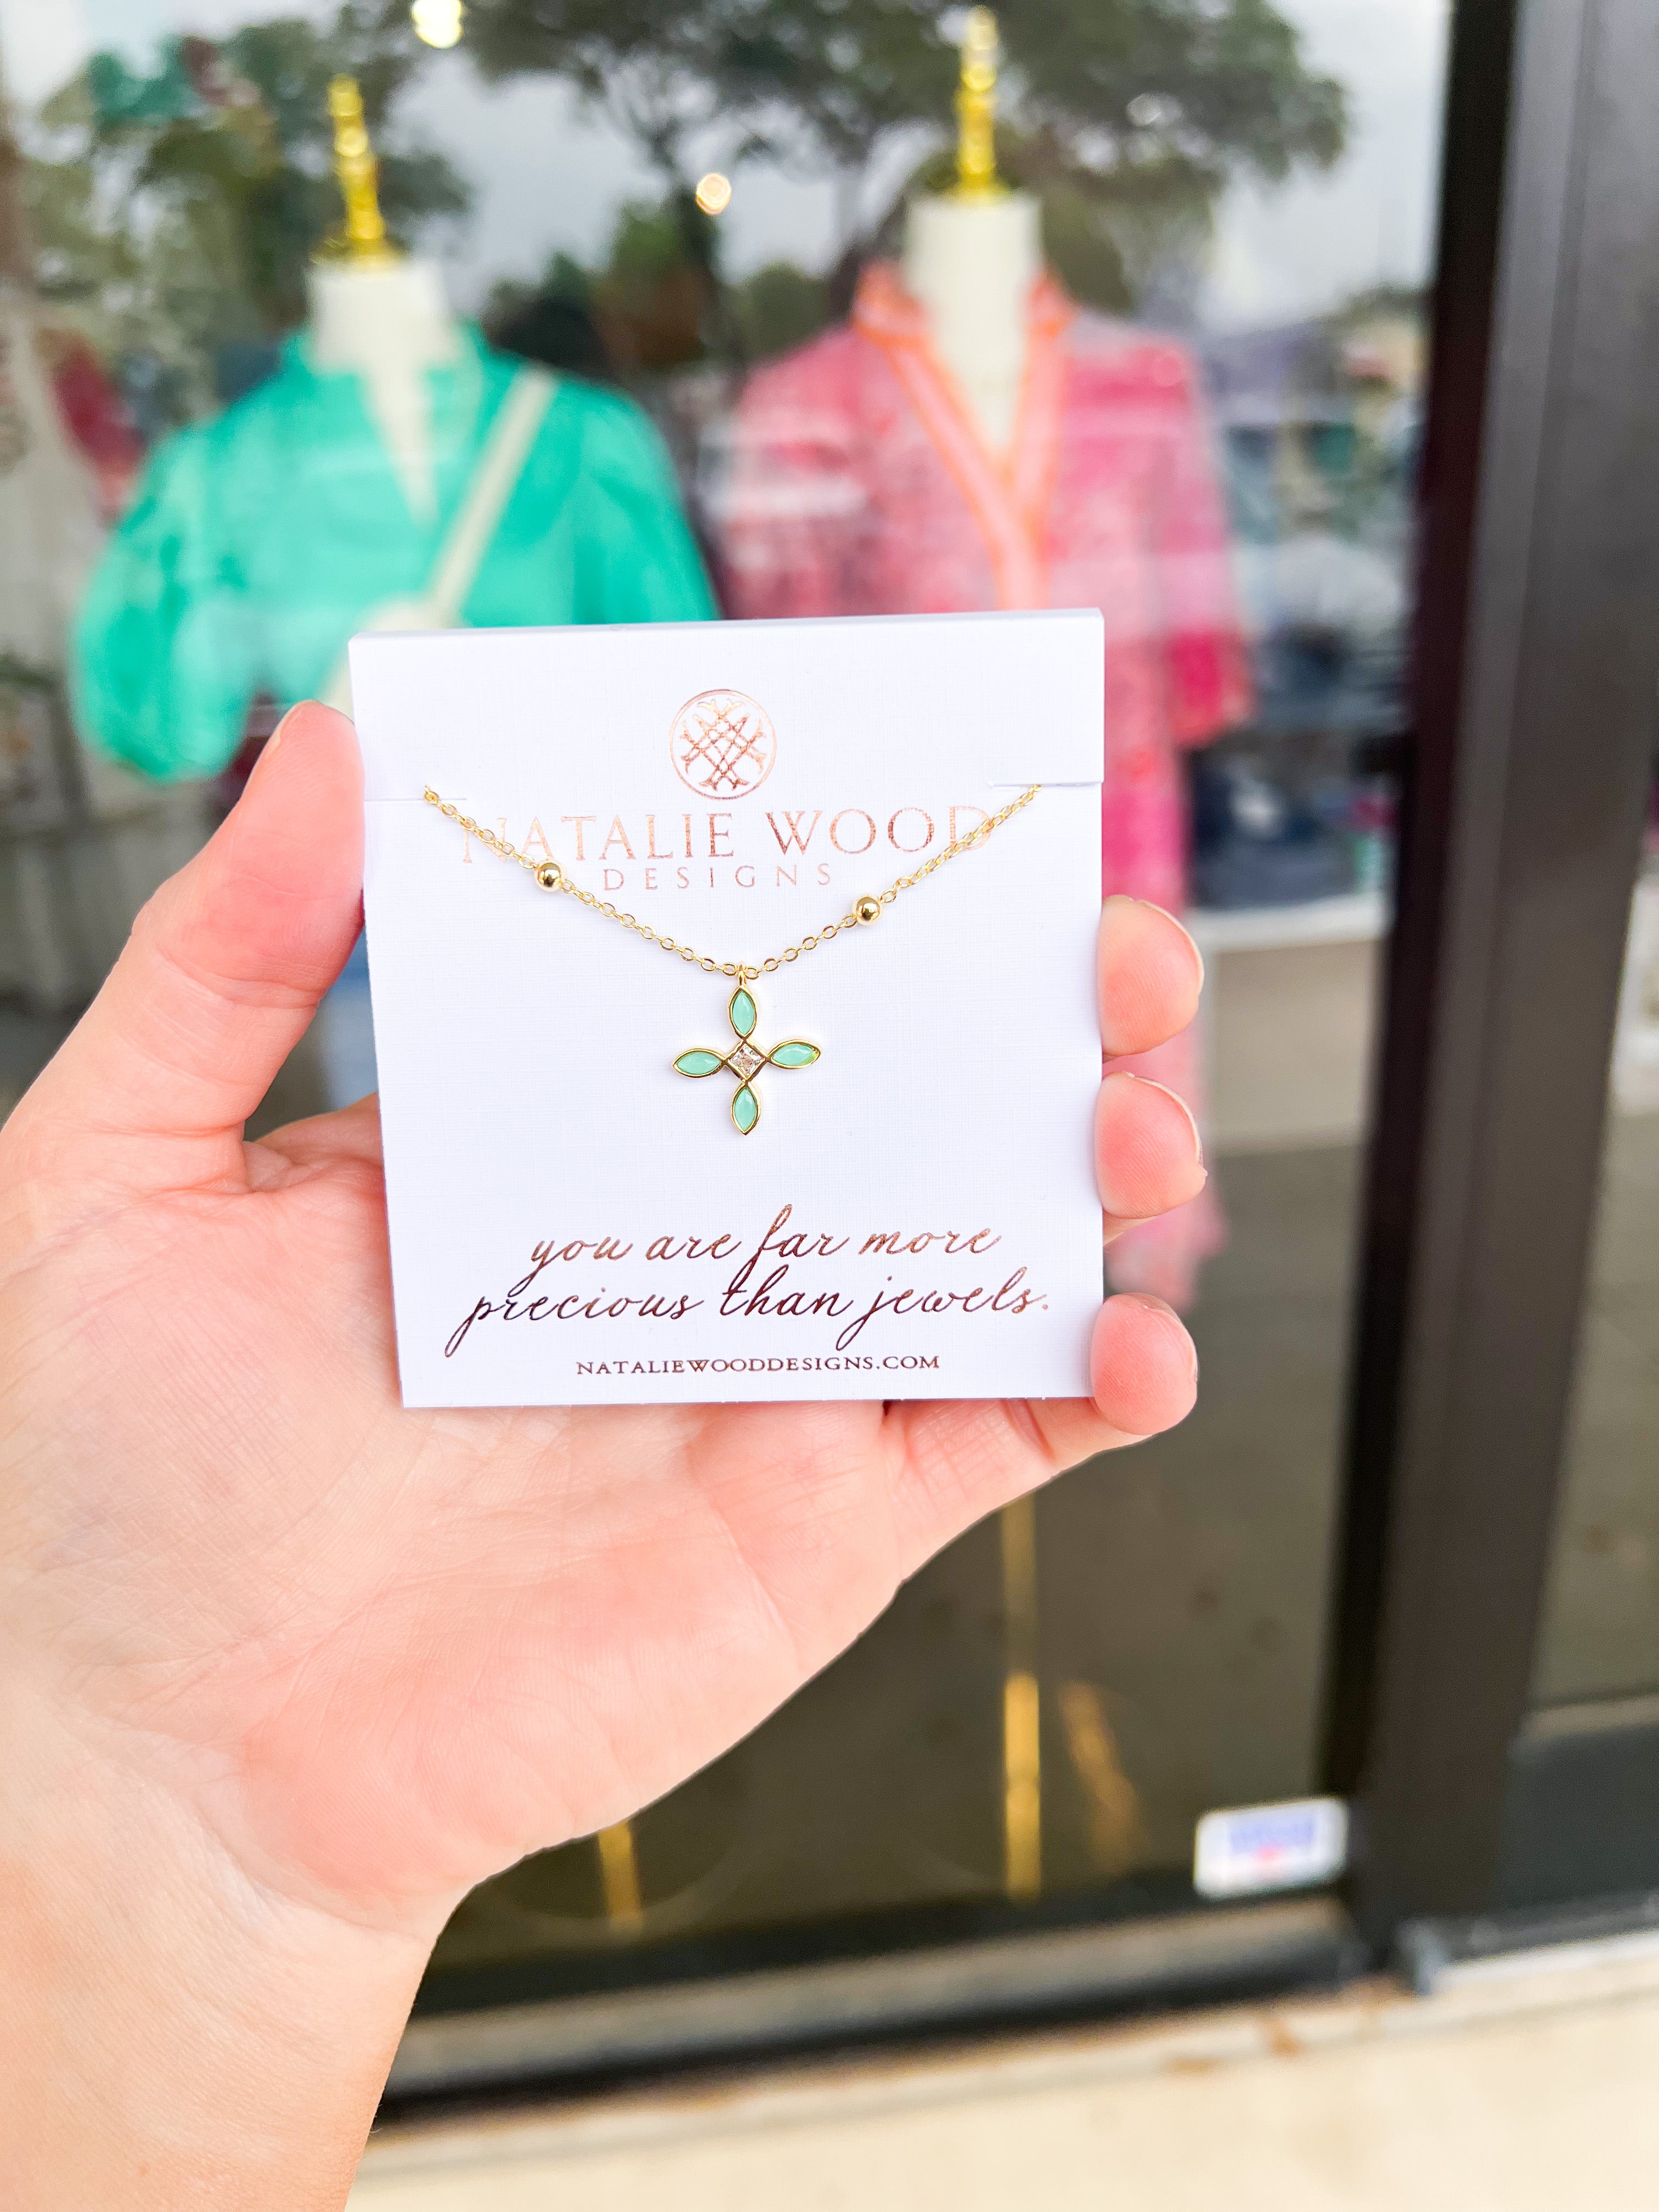 NATALIE WOOD
DESIGNS
you are far more
precious than jewels.
NATALIEWOODDESIGNS.COM